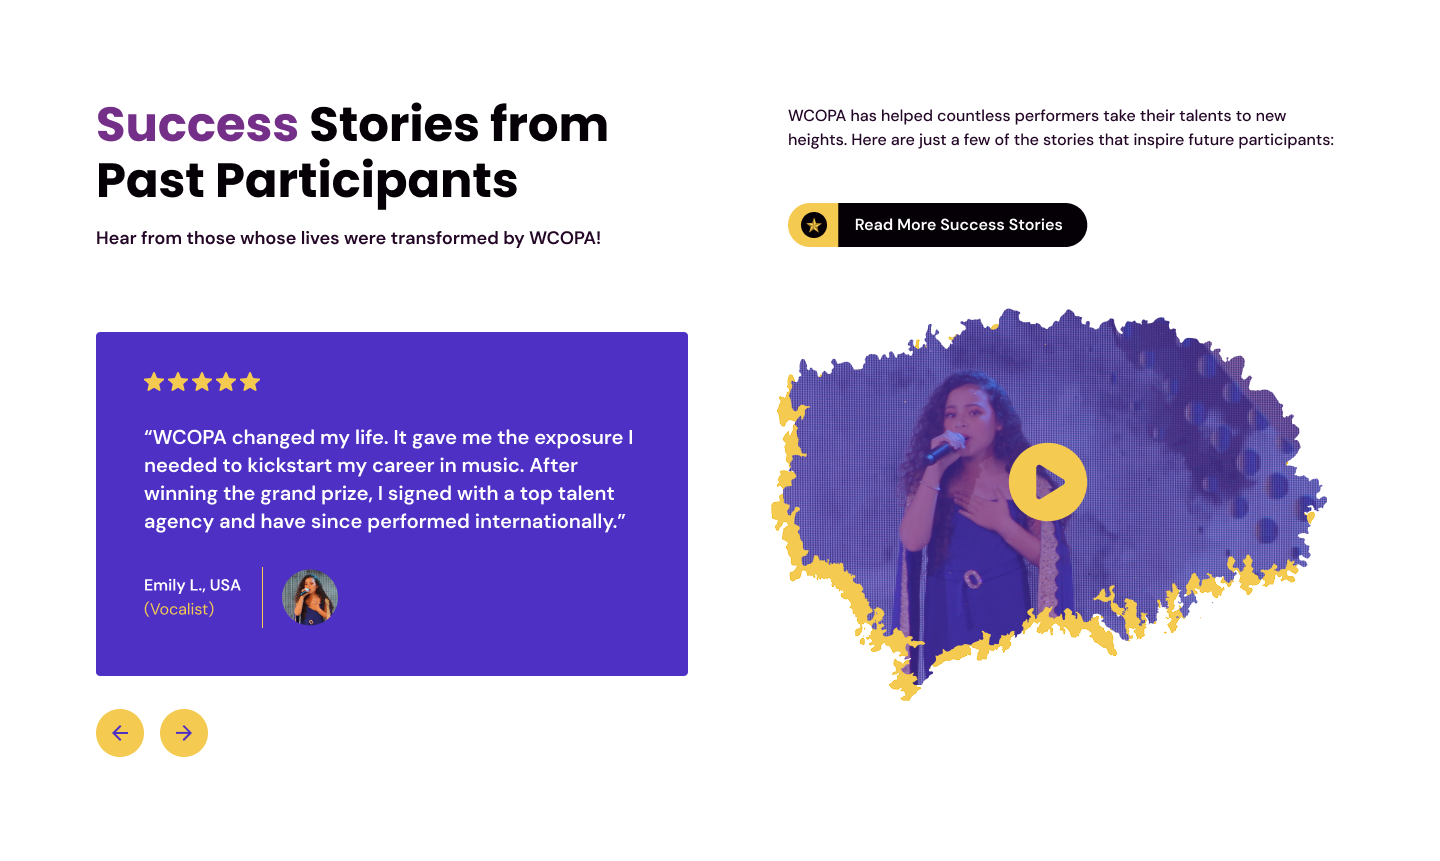 Success Stories from
Past Participants
Hear from those whose lives were transformed by WCOPA!
WCOPA has helped countless performers take their talents to new
heights. Here are just a few of the stories that inspire future participants:
Read More Success Stories
“WCOPA changed my life. It gave me the exposure I
needed to kickstart my career in music. After
winning the grand prize, I signed with a top talent
agency and have since performed internationally.”
Emily L., USA
(Vocalist)